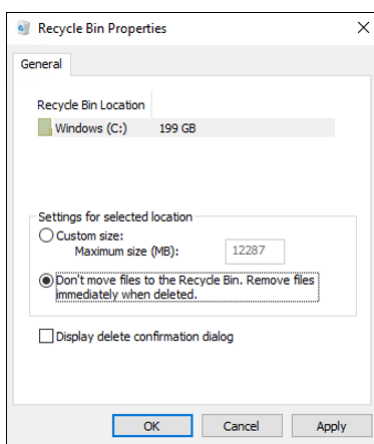 Recycle Bin Properties
General
Recycle Bin Location
Windows (C:) 199 GB
Settings for selected location
Custom size:
Maximum size (MB): 12287
Don't move files to the Recycle Bin. Remove files
immediately when deleted.
Display delete confirmation dialog
OK Cancel Apply